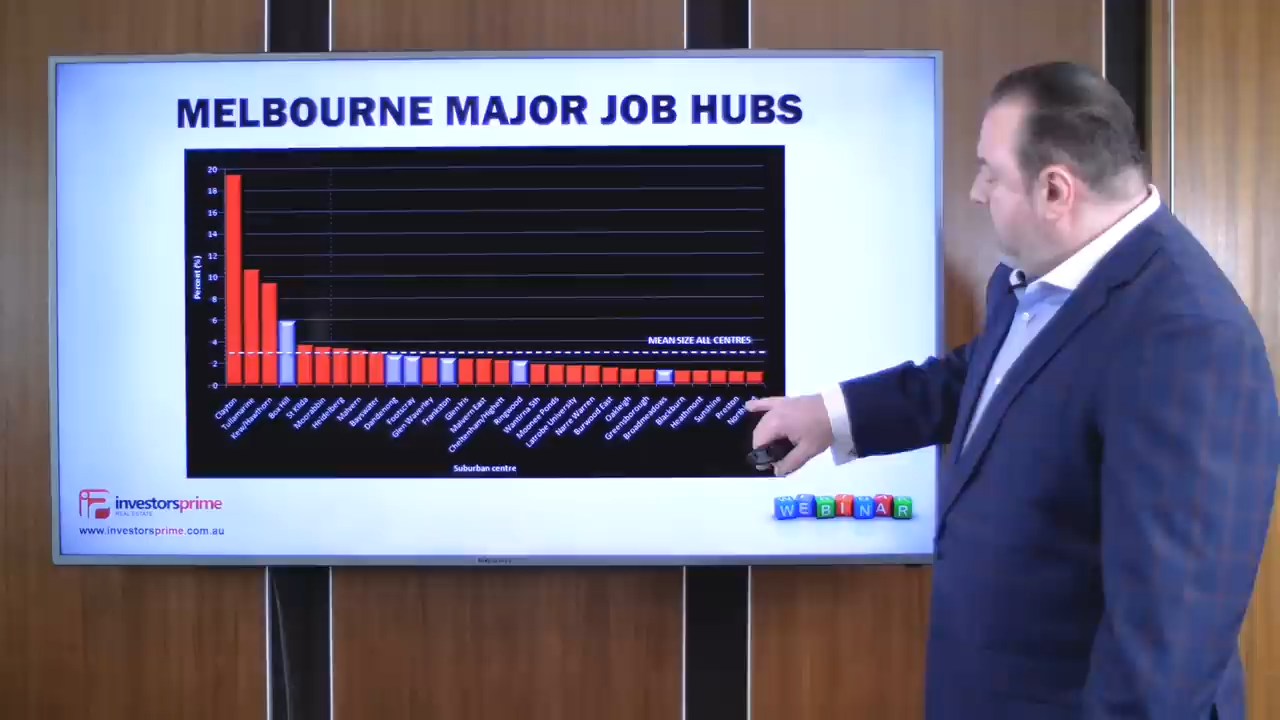 MELBOURNE MAJOR JOB HUBS
20
18
16
14
12
10
8
6
4
2
0
Percent (%)
MEAN SIZE ALL CENTRES
Clayton
Tullamarine
Kew/Hawthorn
Box Hill
St Kilda
Moorabbin
Heidelberg
Malvern
Bayswater
Dandenong
Footscray
Glen Waverley
Frankston
Glen Iris
Malvern East
Cheltenham/Highett
Ringwood
Wantirna Sth
Moonee Ponds
Latrobe University
Narre Warren
Burwood East
Oakleigh
Greensborough
Broadmeadows
Blackburn
Heathmont
Sunshine
Preston
Suburban centre
investorsprime
REAL ESTATE
www.investorsprime.com.au
WEBINAR